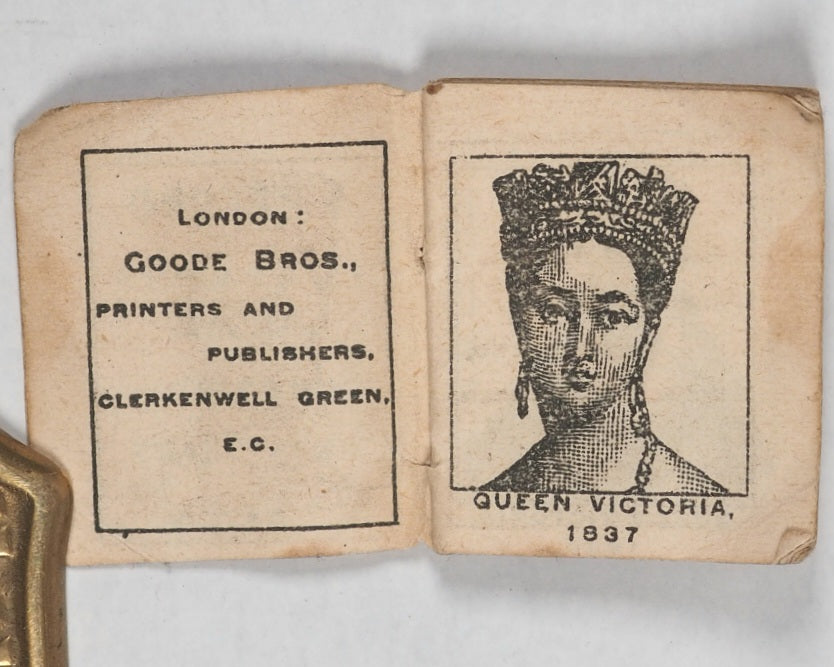 LONDON:
GOODE BROS.,
PRINTERS AND
PUBLISHERS,
CLERKENWELL GREEN,
E.C.
QUEEN VICTORIA,
1837